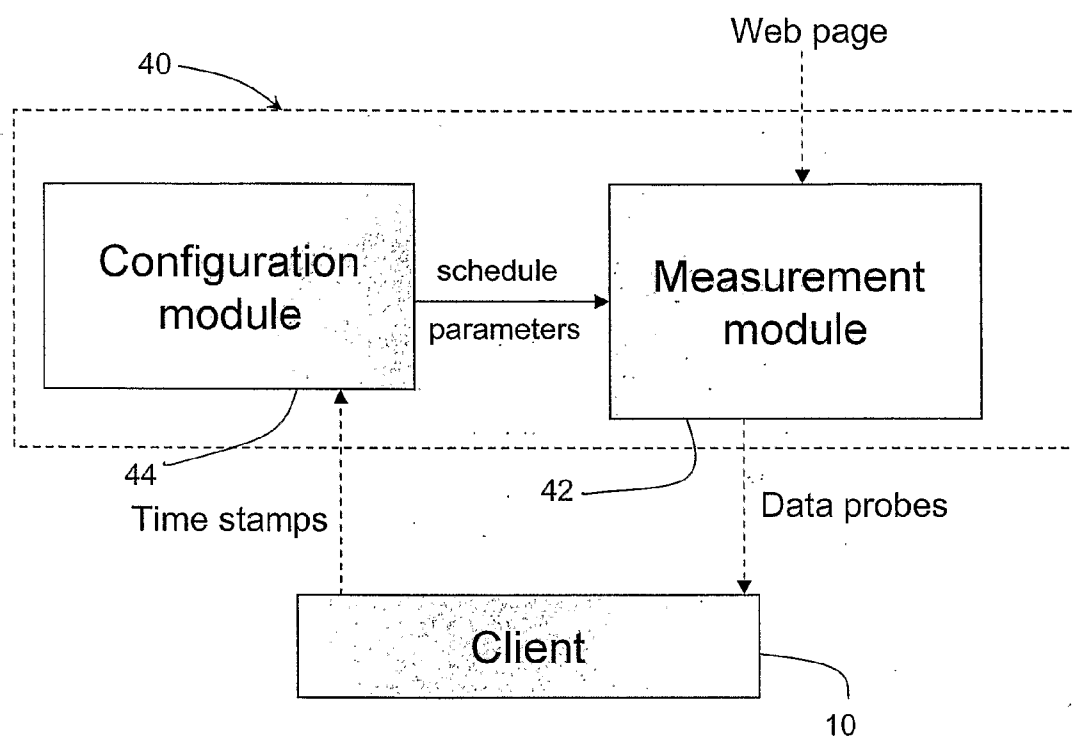 Web page
40
Configuration
module
schedule
parameters
Measurement
module
44
42
Time stamps
Data probes
Client
10